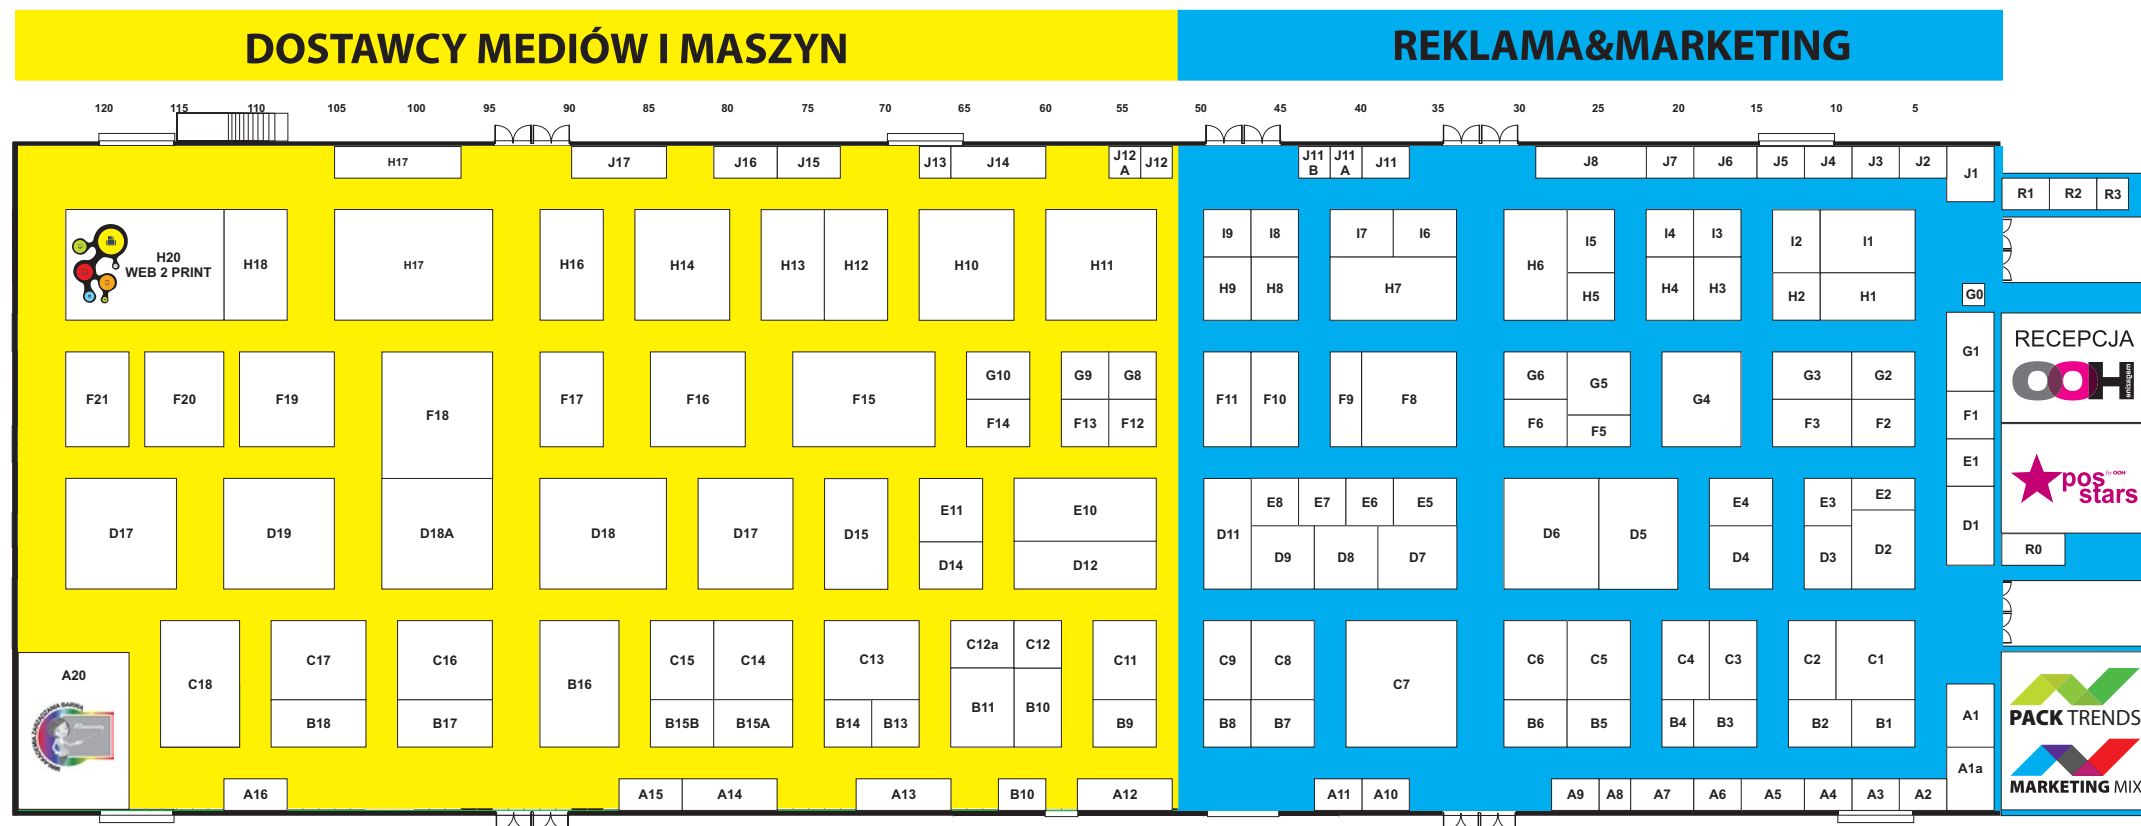 DOSTAWCY MEDIÓW I MASZYN
REKLAMA&MARKETING
120 115 110 105 100 95 90 85 80 75 70 65 60 55 50 45 40 35 30 25 20 15 10 5
H17 J17 J16 J15 J13 J14 J12 A J12 J11 B J11 A J11 J8 J7 J6 J5 J4 J3 J2 J1
R1 R2 R3
H20
WEB 2 PRINT
H18 H17 H16 H14 H13 H12 H10 H11
I9 I8 I7 I6 I5 I4 I3 I2 I1
H9 H8 H7 H6 H5 H4 H3 H2 H1
G0
G10 G9 G8 G6 G5 G4 G3 G2 G1
F21 F20 F19 F18 F17 F16 F15 F14 F13 F12 F11 F10 F9 F8 F6 F5 F3 F2 F1
RECEPCJA
OOH
magazine
E11 E10 E8 E7 E6 E5 E4 E3 E2 E1
D17 D19 D18A D18 D17 D15 D14 D12 D11 D9 D8 D7 D6 D5 D4 D3 D2 D1
pos by OOH
stars
R0
C18 C17 C16 C15 C14 C13 C12a C12 C11 C9 C8 C7 C6 C5 C4 C3 C2 C1
B18 B17 B16 B15B B15A B14 B13 B11 B10 B9 B8 B7 B6 B5 B4 B3 B2 B1
A20
A16 A15 A14 A13 B10 A12 A11 A10 A9 A8 A7 A6 A5 A4 A3 A2 A1 A1a
PACK TRENDS
MARKETING MIX